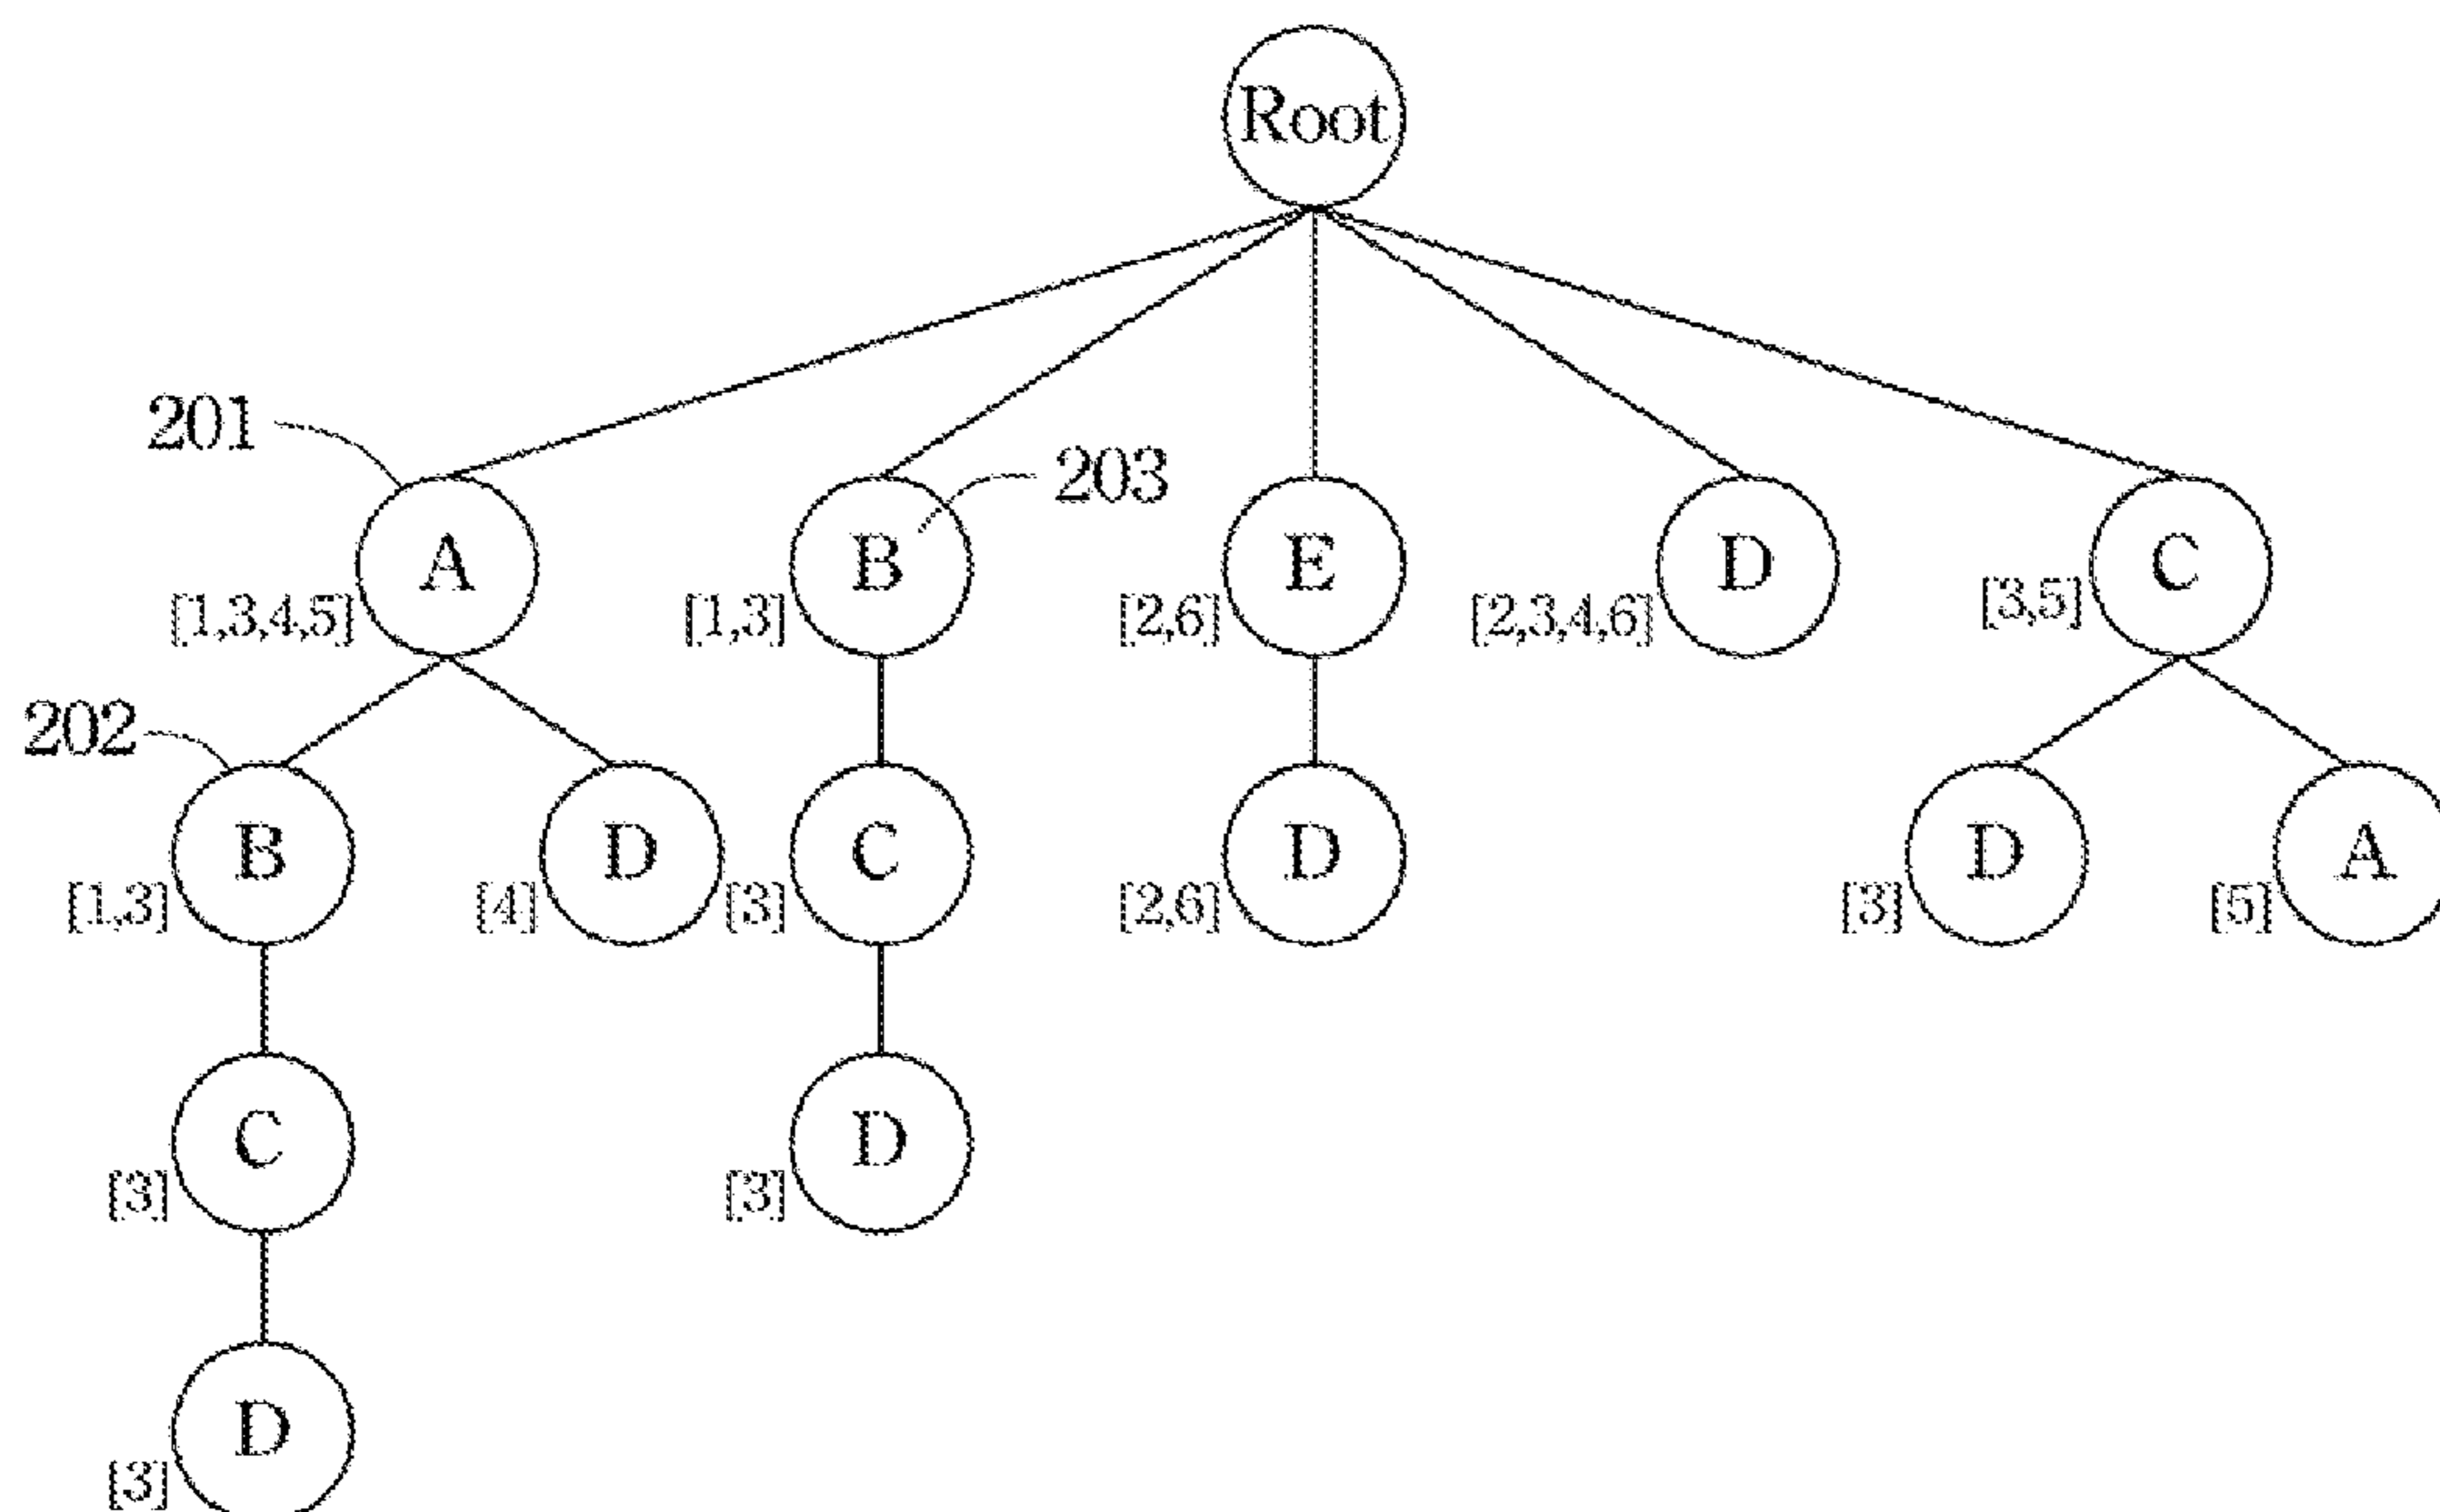 Root
201
203
A
B
E
D
C
[1,3,4,5]
[1,3]
[2,6]
[2,3,4,6]
[3,5]
202
B
D
C
D
D
A
[1,3]
[4]
[3]
[2,6]
[3]
[5]
C
D
[3]
[3]
D
[3]